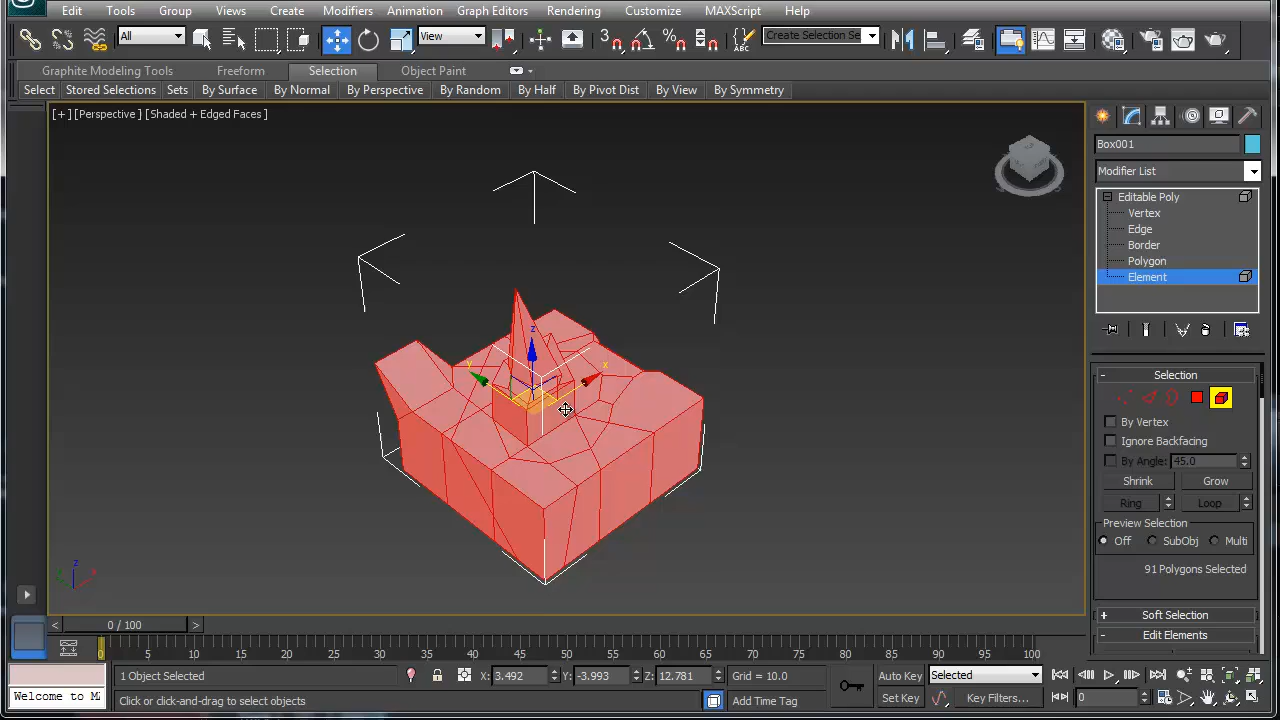 Edit Tools Group Views Create Modifiers Animation Graph Editors Rendering Customize MAXScript Help
All View Create Selection Se
Graphite Modeling Tools Freeform Selection Object Paint
Select Stored Selections Sets By Surface By Normal By Perspective By Random By Half By Pivot Dist By View By Symmetry
[+] [Perspective] [Shaded + Edged Faces]
Box001
Modifier List
Editable Poly
Vertex
Edge
Border
Polygon
Element
z
y
x
Selection
By Vertex
Ignore Backfacing
By Angle: 45.0
Shrink Grow
Ring Loop
Preview Selection
Off SubObj Multi
91 Polygons Selected
Soft Selection
Edit Elements
z
0 / 100
0 5 10 15 20 25 30 35 40 45 50 55 60 65 70 75 80 85 90 95 100
1 Object Selected X: 3.492 Y: -3.993 Z: 12.781 Grid = 10.0 Auto Key Selected
Welcome to MA
Click or click-and-drag to select objects Add Time Tag Set Key Key Filters... 0